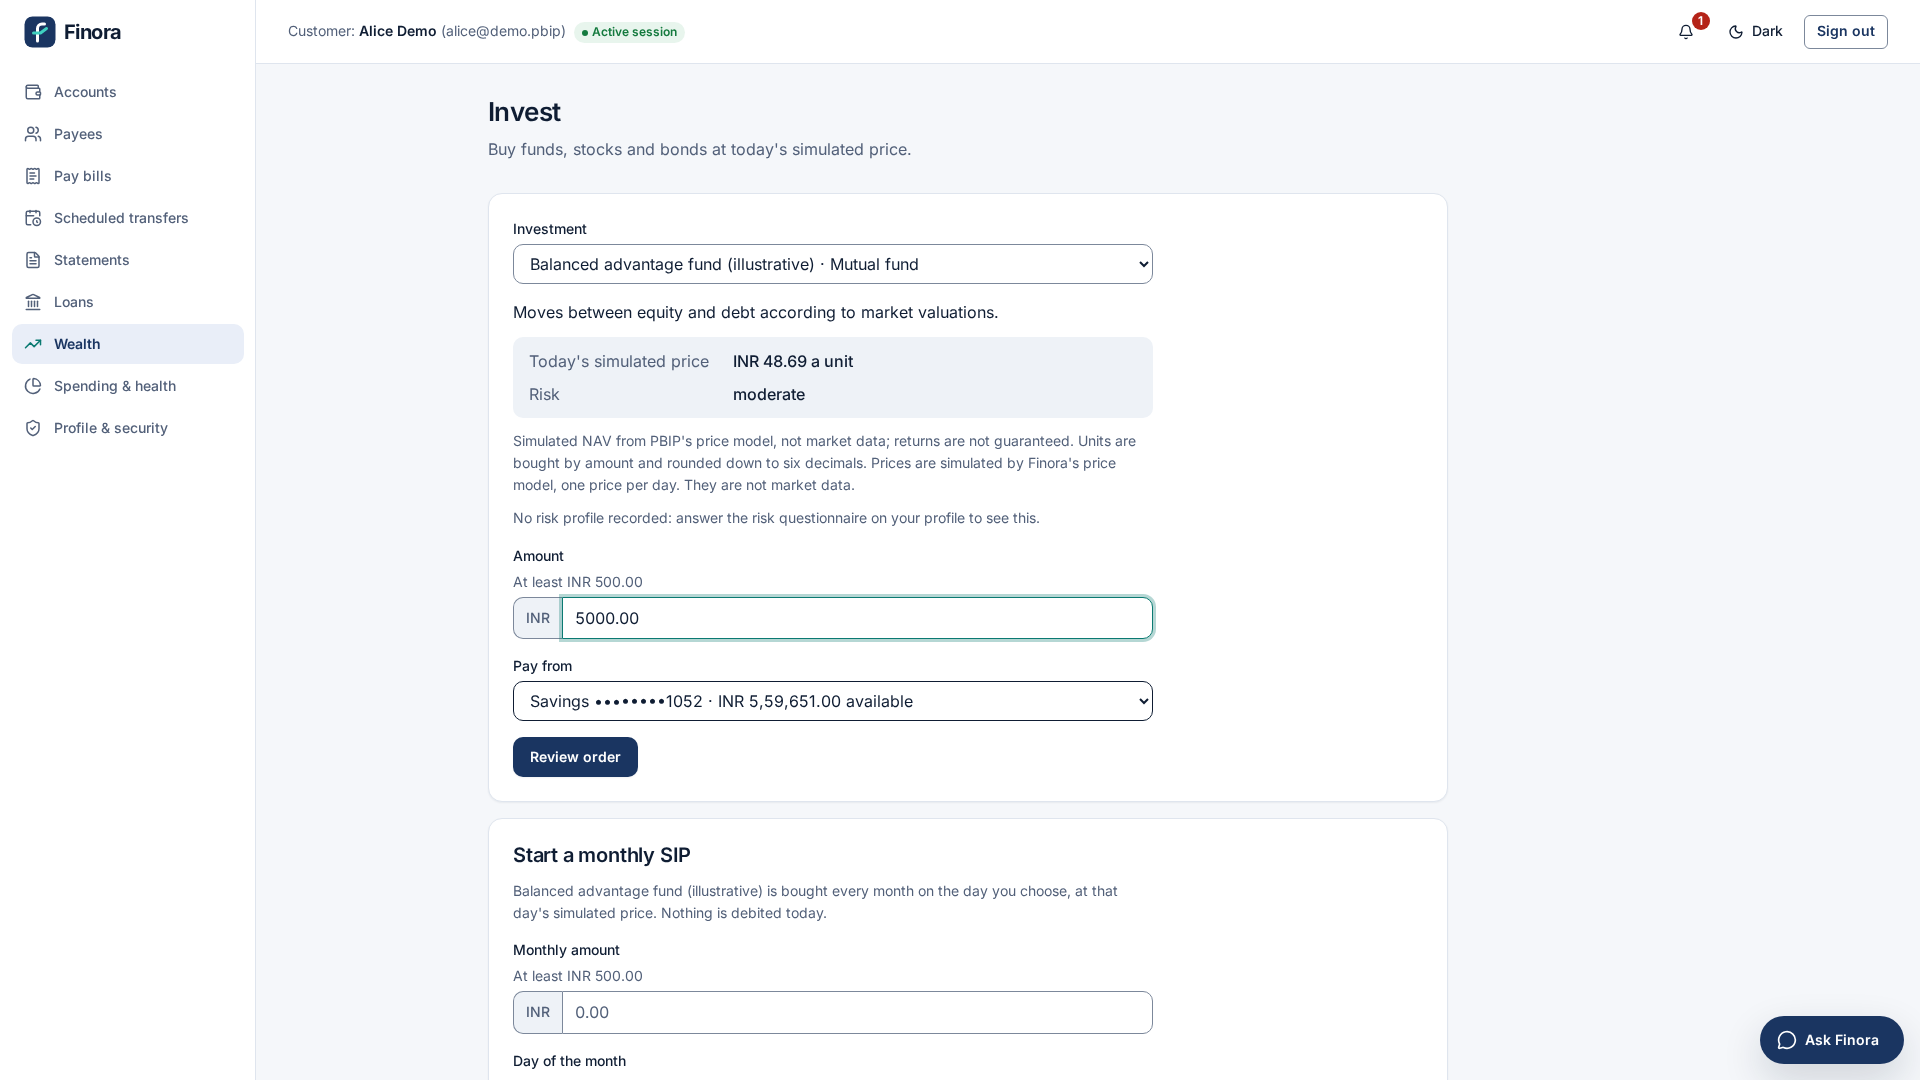 Finora
Customer: Alice Demo (alice@demo.pbip) Active session
1
Dark
Sign out
Accounts
Payees
Pay bills
Scheduled transfers
Statements
Loans
Wealth
Spending & health
Profile & security
Invest
Buy funds, stocks and bonds at today's simulated price.
Investment
Balanced advantage fund (illustrative) · Mutual fund
Moves between equity and debt according to market valuations.
Today's simulated price INR 48.69 a unit
Risk moderate
Simulated NAV from PBIP's price model, not market data; returns are not guaranteed. Units are
bought by amount and rounded down to six decimals. Prices are simulated by Finora's price
model, one price per day. They are not market data.
No risk profile recorded: answer the risk questionnaire on your profile to see this.
Amount
At least INR 500.00
INR 5000.00
Pay from
Savings ••••••••1052 · INR 5,59,651.00 available
Review order
Start a monthly SIP
Balanced advantage fund (illustrative) is bought every month on the day you choose, at that
day's simulated price. Nothing is debited today.
Monthly amount
At least INR 500.00
INR 0.00
Day of the month
Ask Finora